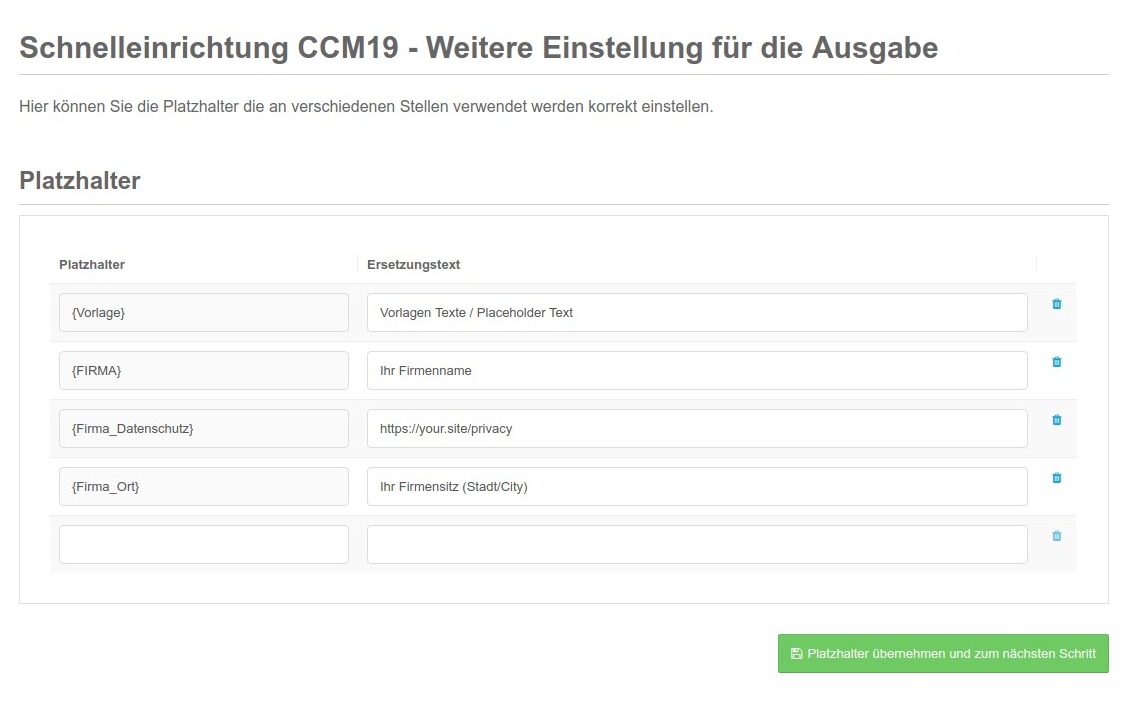 Schnelleinrichtung CCM19 - Weitere Einstellung für die Ausgabe
Hier können Sie die Platzhalter die an verschiedenen Stellen verwendet werden korrekt einstellen.
Platzhalter
Platzhalter Ersetzungstext
{Vorlage} Vorlagen Texte / Placeholder Text
{FIRMA} Ihr Firmenname
{Firma_Datenschutz} https://your.site/privacy
{Firma_Ort} Ihr Firmensitz (Stadt/City)
Platzhalter übernehmen und zum nächsten Schritt